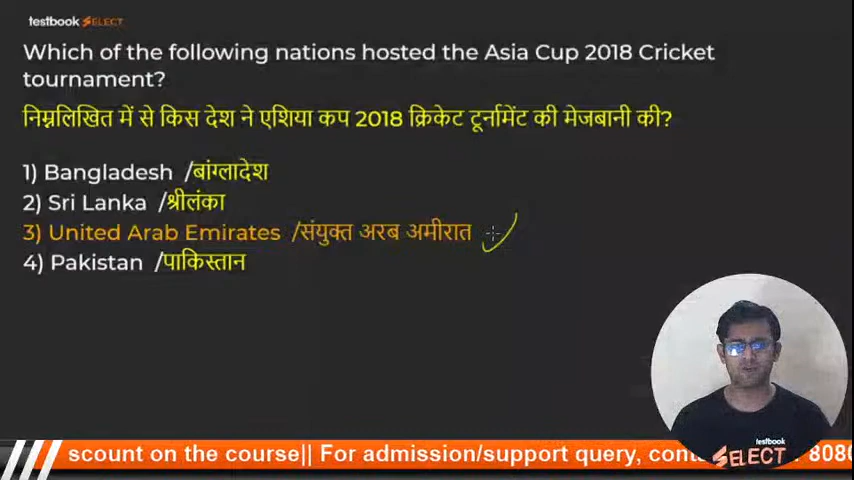 testbook SELECT
Which of the following nations hosted the Asia Cup 2018 Cricket
tournament?
निम्नलिखित में से किस देश ने एशिया कप 2018 क्रिकेट टूर्नामेंट की मेजबानी की?
1) Bangladesh /बांग्लादेश
2) Sri Lanka /श्रीलंका
3) United Arab Emirates /संयुक्त अरब अमीरात
4) Pakistan /पाकिस्तान
testbook
SELECT
scount on the course|| For admission/support query, cont 8080